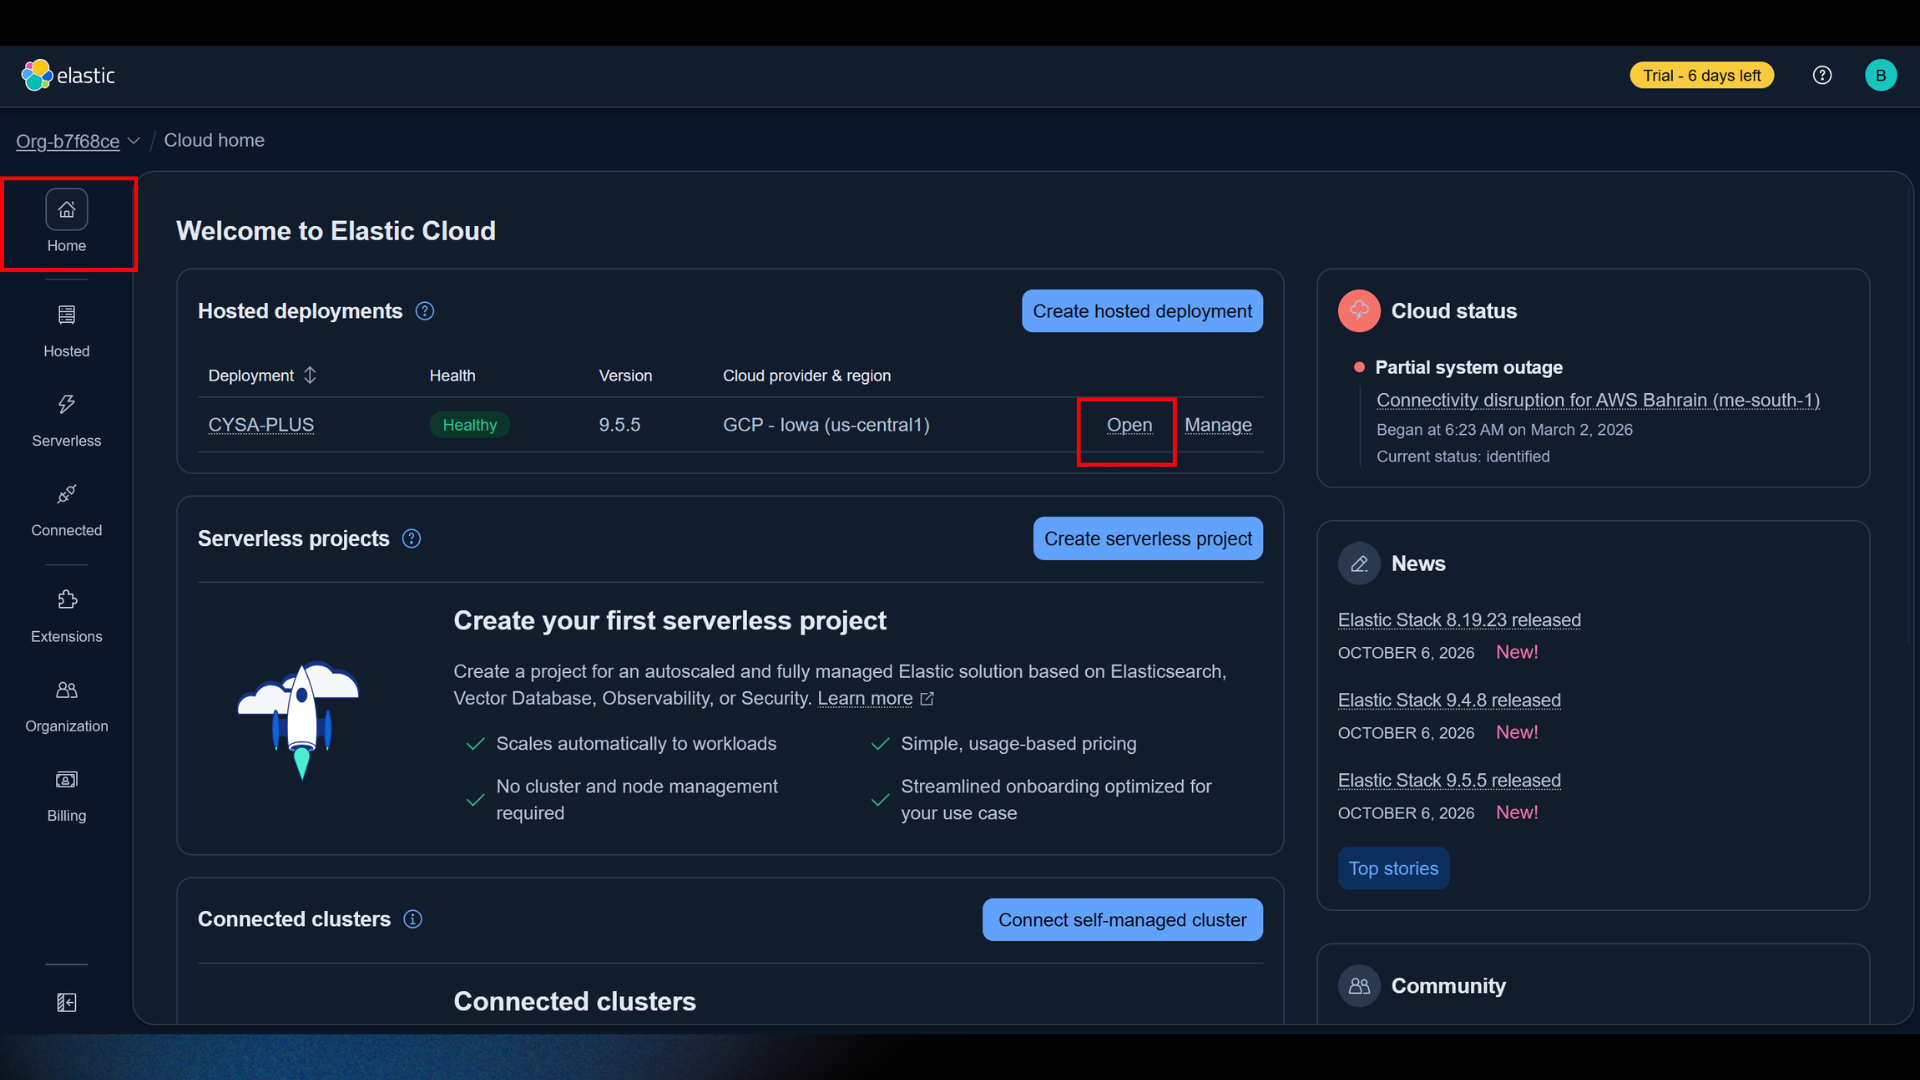 elastic
Trial - 6 days left
B
Org-b7f68ce / Cloud home
Home
Hosted
Serverless
Connected
Extensions
Organization
Billing
Welcome to Elastic Cloud
Hosted deployments
Create hosted deployment
Deployment Health Version Cloud provider & region
CYSA-PLUS Healthy 9.5.5 GCP - Iowa (us-central1) Open Manage
Serverless projects
Create serverless project
Create your first serverless project
Create a project for an autoscaled and fully managed Elastic solution based on Elasticsearch,
Vector Database, Observability, or Security. Learn more
Scales automatically to workloads
Simple, usage-based pricing
No cluster and node management
required
Streamlined onboarding optimized for
your use case
Connected clusters
Connect self-managed cluster
Connected clusters
Cloud status
Partial system outage
Connectivity disruption for AWS Bahrain (me-south-1)
Began at 6:23 AM on March 2, 2026
Current status: identified
News
Elastic Stack 8.19.23 released
OCTOBER 6, 2026 New!
Elastic Stack 9.4.8 released
OCTOBER 6, 2026 New!
Elastic Stack 9.5.5 released
OCTOBER 6, 2026 New!
Top stories
Community